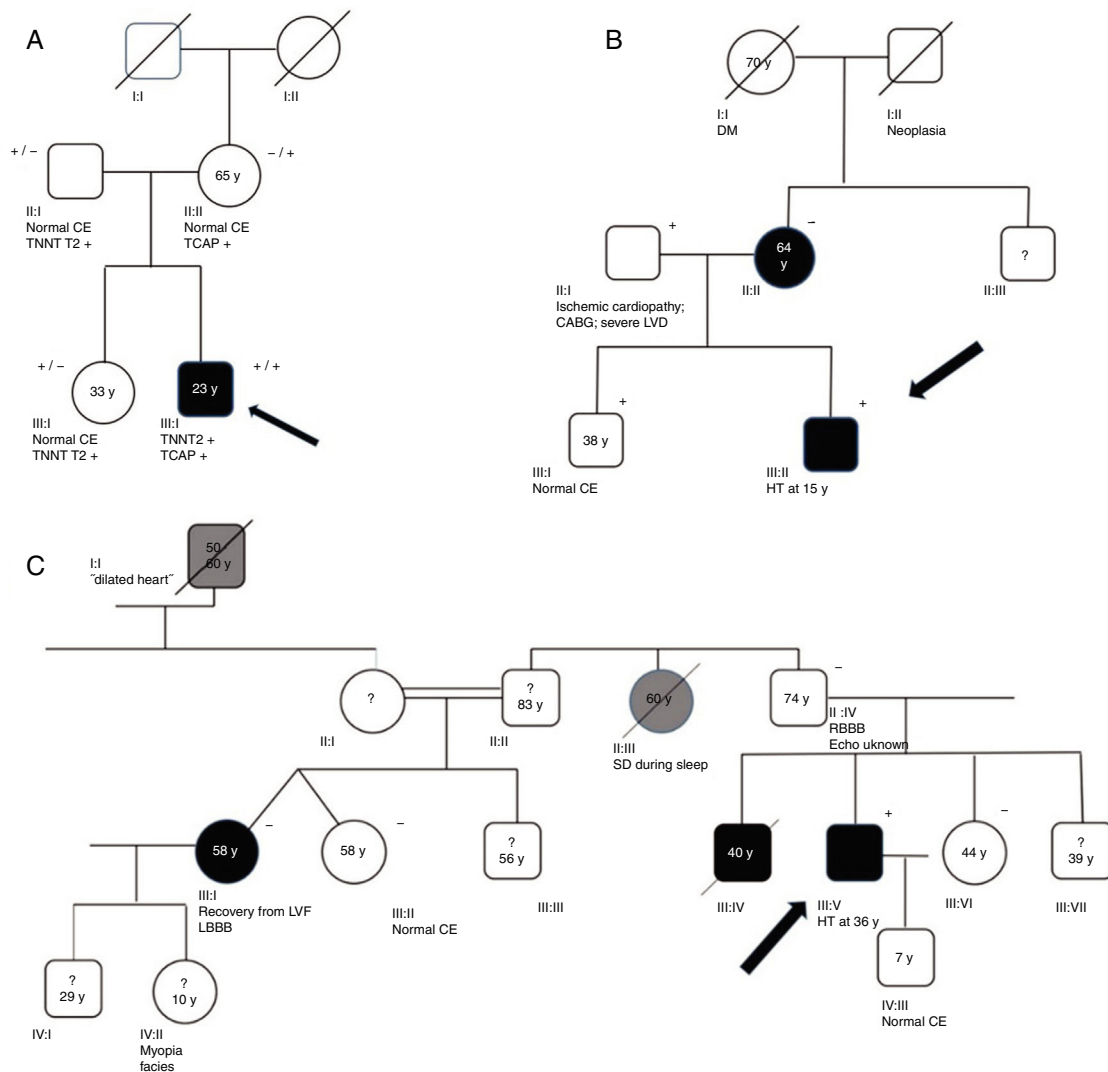 A
I:I
I:II
+ / −
− / +
65 y
II:I
Normal CE
TNNT T2 +
II:II
Normal CE
TCAP +
+ / −
+ / +
33 y
23 y
III:I
Normal CE
TNNT T2 +
III:I
TNNT2 +
TCAP +
B
70 y
I:I
DM
I:II
Neoplasia
+
−
64
y
?
II:I
Ischemic cardiopathy;
CABG; severe LVD
II:II
II:III
+
+
38 y
III:I
Normal CE
III:II
HT at 15 y
C
50-
60 y
I:I
˝dilated heart˝
?
?
83 y
60 y
74 y
−
II:I
II:II
II:III
SD during sleep
II :IV
RBBB
Echo uknown
58 y
−
58 y
−
?
56 y
40 y
+
44 y
−
?
39 y
III:I
Recovery from LVF
LBBB
III:II
Normal CE
III:III
III:IV
III:V
HT at 36 y
III:VI
III:VII
?
29 y
?
10 y
7 y
IV:I
IV:II
Myopia
facies
IV:III
Normal CE